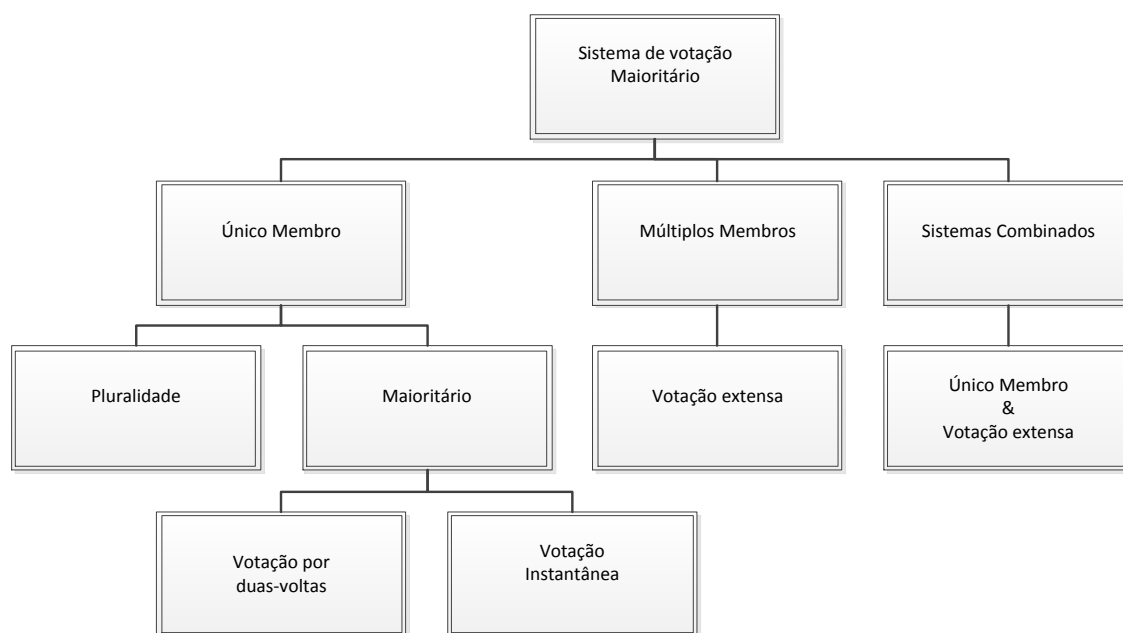 Sistema de votação
Maioritário
Único Membro
Múltiplos Membros
Sistemas Combinados
Pluralidade
Maioritário
Votação extensa
Único Membro
&
Votação extensa
Votação por
duas-voltas
Votação
Instantânea